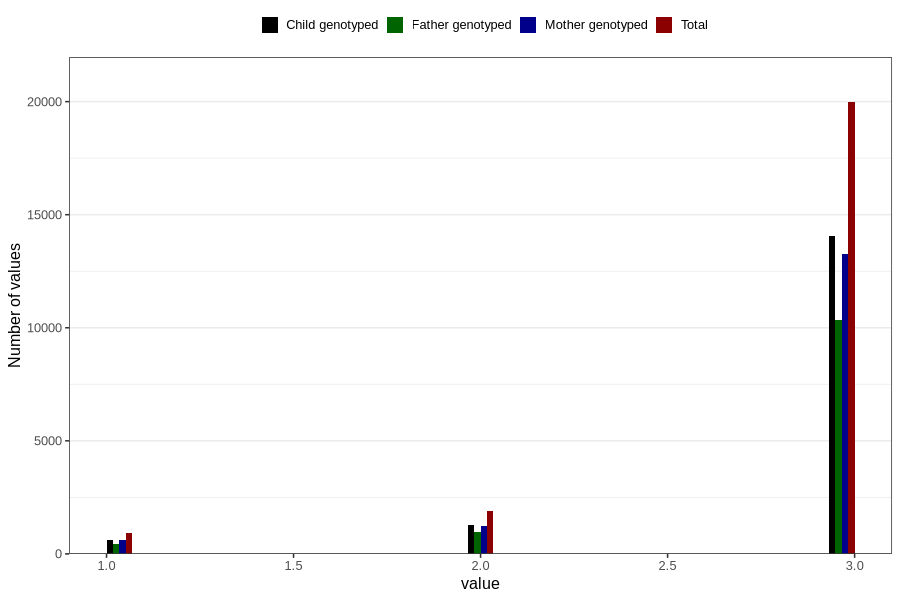 Child genotyped Father genotyped Mother genotyped Total
Number of values
20000
15000
10000
5000
0
1.0 1.5 2.0 2.5 3.0
value